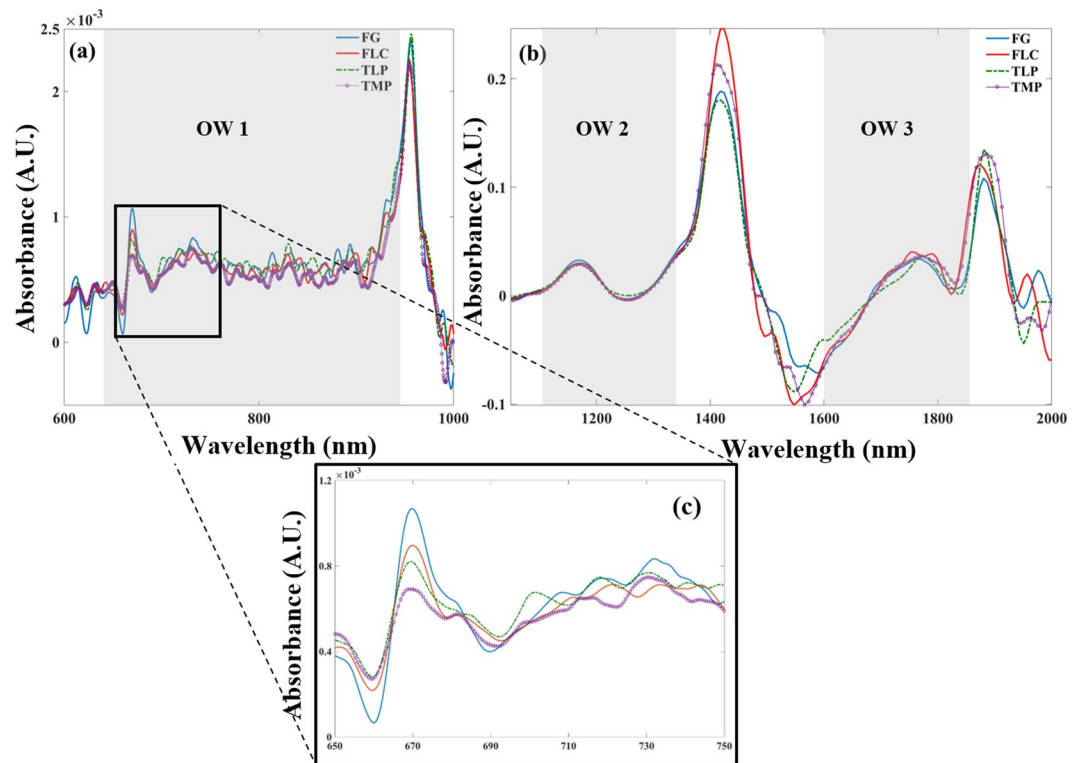 ×10⁻³
2.5
2
1
1
0
600
800
1000
(a)
OW 1
FG
FLC
TLP
TMP
Absorbance (A.U.)
Wavelength (nm)
0.2
0.1
0
-0.1
1200
1400
1600
1800
2000
(b)
OW 2
OW 3
FG
FLC
TLP
TMP
Absorbance (A.U.)
Wavelength (nm)
×10⁻³
1.2
0.8
0.4
0
650
670
690
710
730
750
(c)
Absorbance (A.U.)